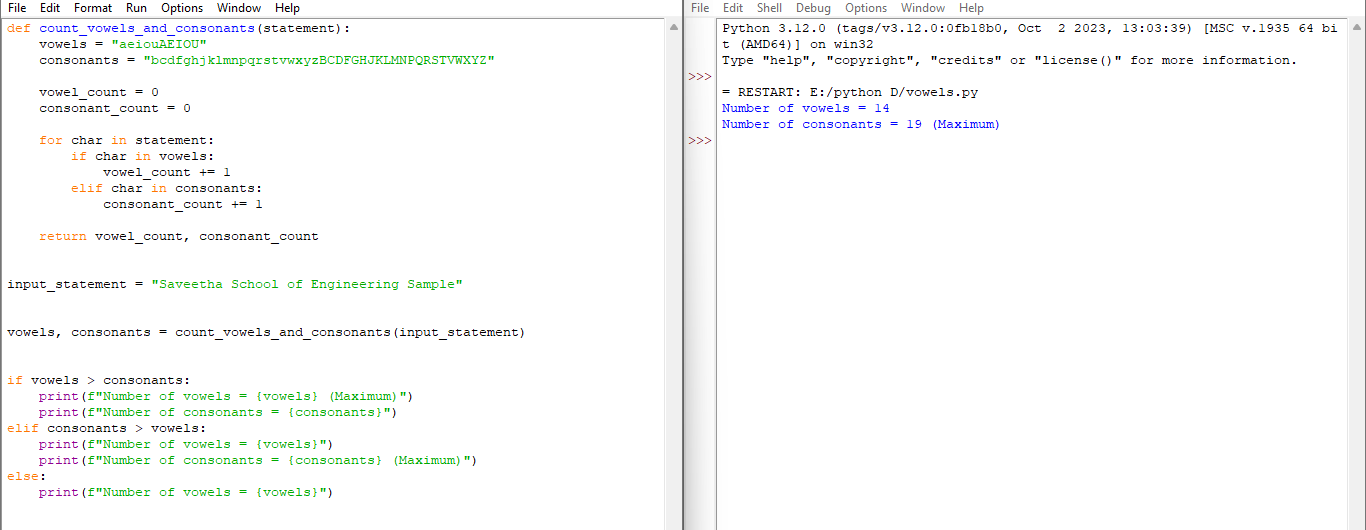 File Edit Format Run Options Window Help
def count_vowels_and_consonants(statement):
    vowels = "aeiouAEIOU"
    consonants = "bcdfghjklmnpqrstvwxyzBCDFGHJKLMNPQRSTVWXYZ"
    vowel_count = 0
    consonant_count = 0
    for char in statement:
        if char in vowels:
            vowel_count += 1
        elif char in consonants:
            consonant_count += 1
    return vowel_count, consonant_count
input_statement = "Saveetha School of Engineering Sample"
vowels, consonants = count_vowels_and_consonants(input_statement)
if vowels > consonants:
    print(f"Number of vowels = {vowels} (Maximum)")
    print(f"Number of consonants = {consonants}")
elif consonants > vowels:
    print(f"Number of vowels = {vowels}")
    print(f"Number of consonants = {consonants} (Maximum)")
else:
    print(f"Number of vowels = {vowels}")
File Edit Shell Debug Options Window Help
Python 3.12.0 (tags/v3.12.0:0fb18b0, Oct  2 2023, 13:03:39) [MSC v.1935 64 bi
t (AMD64)] on win32
Type "help", "copyright", "credits" or "license()" for more information.
>>>
= RESTART: E:/python D/vowels.py
Number of vowels = 14
Number of consonants = 19 (Maximum)
>>>